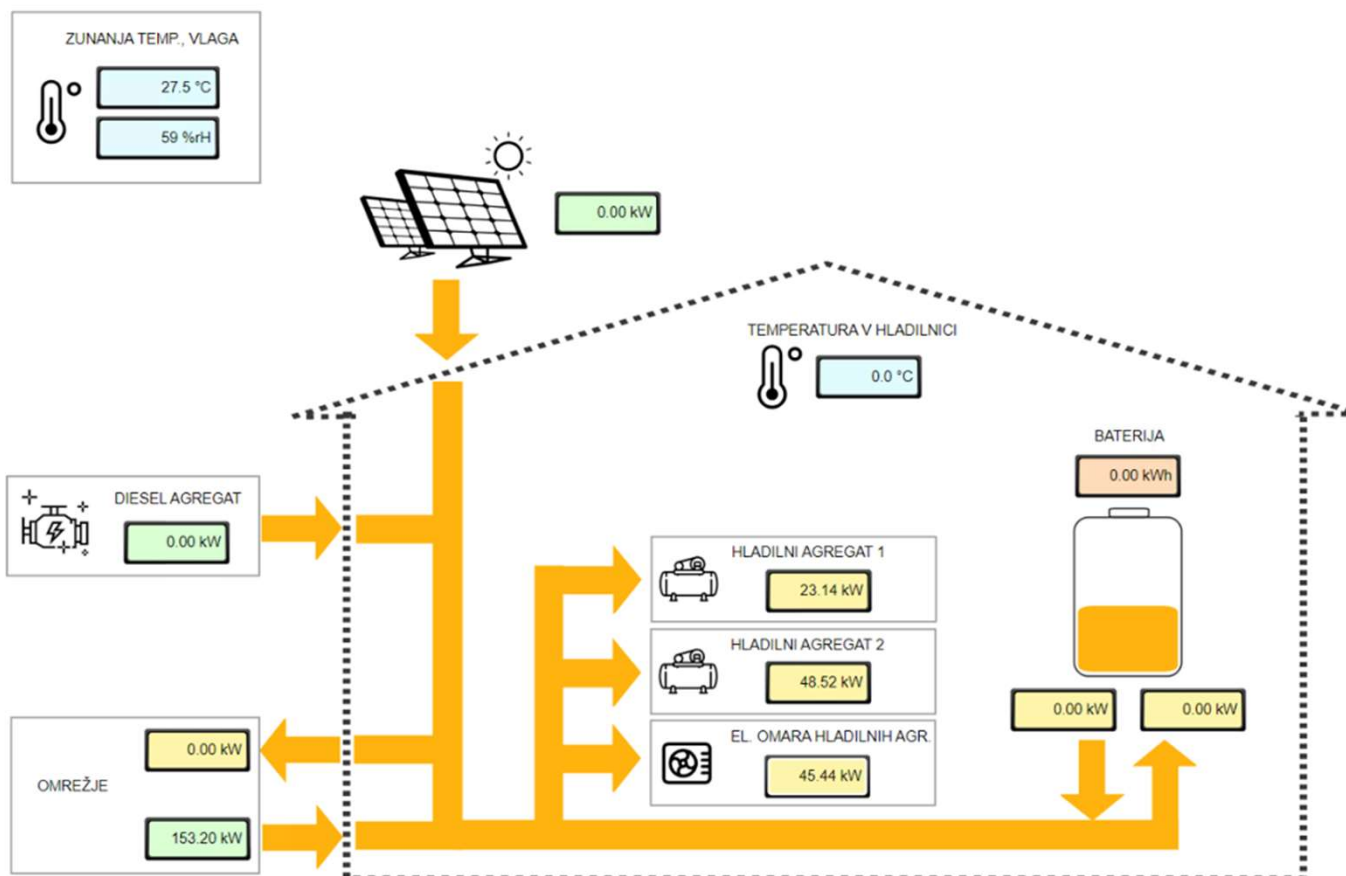 ZUNANJA TEMP., VLAGA
27.5 °C
59 %rH
0.00 kW
TEMPERATURA V HLADILNICI
0.0 °C
BATERIJA
0.00 kWh
DIESEL AGREGAT
0.00 kW
HLADILNI AGREGAT 1
23.14 kW
HLADILNI AGREGAT 2
48.52 kW
0.00 kW
0.00 kW
EL. OMARA HLADILNIH AGR.
45.44 kW
0.00 kW
OMREŽJE
153.20 kW